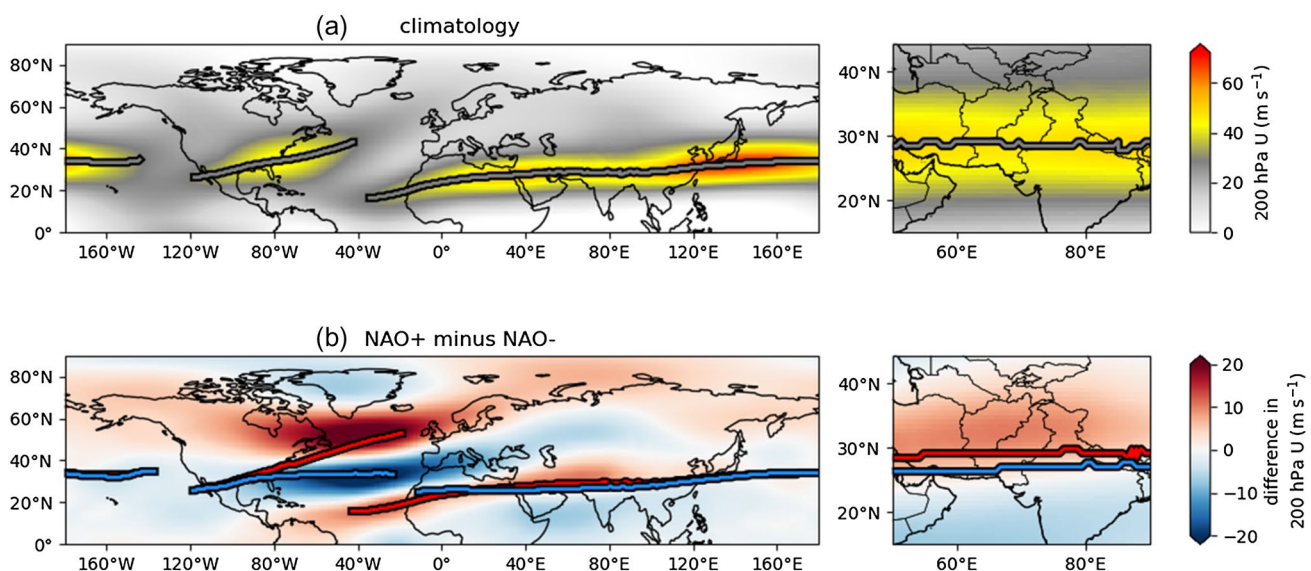 (a) climatology
80°N
60°N
40°N
20°N
0°
160°W 120°W 80°W 40°W 0° 40°E 80°E 120°E 160°E
40°N
30°N
20°N
60°E 80°E
60
40
20
0
200 hPa U (m s⁻¹)
(b) NAO+ minus NAO-
80°N
60°N
40°N
20°N
0°
160°W 120°W 80°W 40°W 0° 40°E 80°E 120°E 160°E
40°N
30°N
20°N
60°E 80°E
20
10
0
−10
−20
difference in
200 hPa U (m s⁻¹)